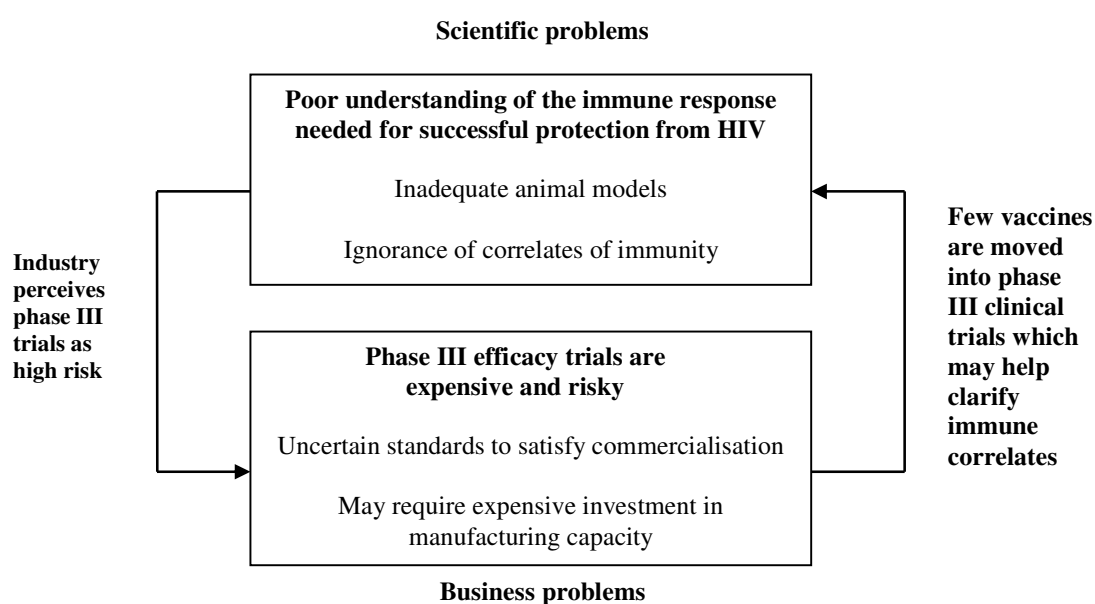 Scientific problems
Poor understanding of the immune response
needed for successful protection from HIV
Inadequate animal models
Ignorance of correlates of immunity
Industry
perceives
phase III
trials as
high risk
Few vaccines
are moved
into phase
III clinical
trials which
may help
clarify
immune
correlates
Phase III efficacy trials are
expensive and risky
Uncertain standards to satisfy commercialisation
May require expensive investment in
manufacturing capacity
Business problems